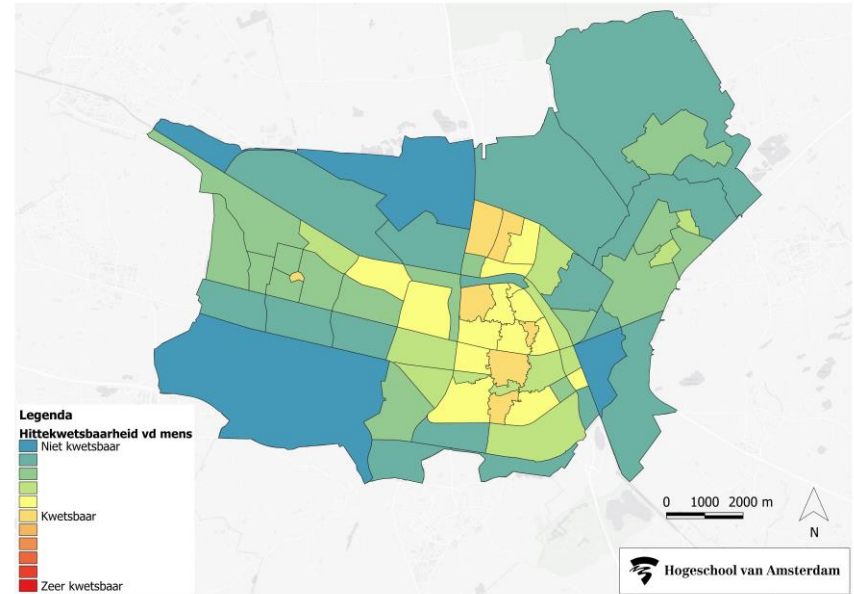 Legenda
Hittekwetsbaarheid vd mens
Niet kwetsbaar
Kwetsbaar
Zeer kwetsbaar
0 1000 2000 m
N
Hogeschool van Amsterdam